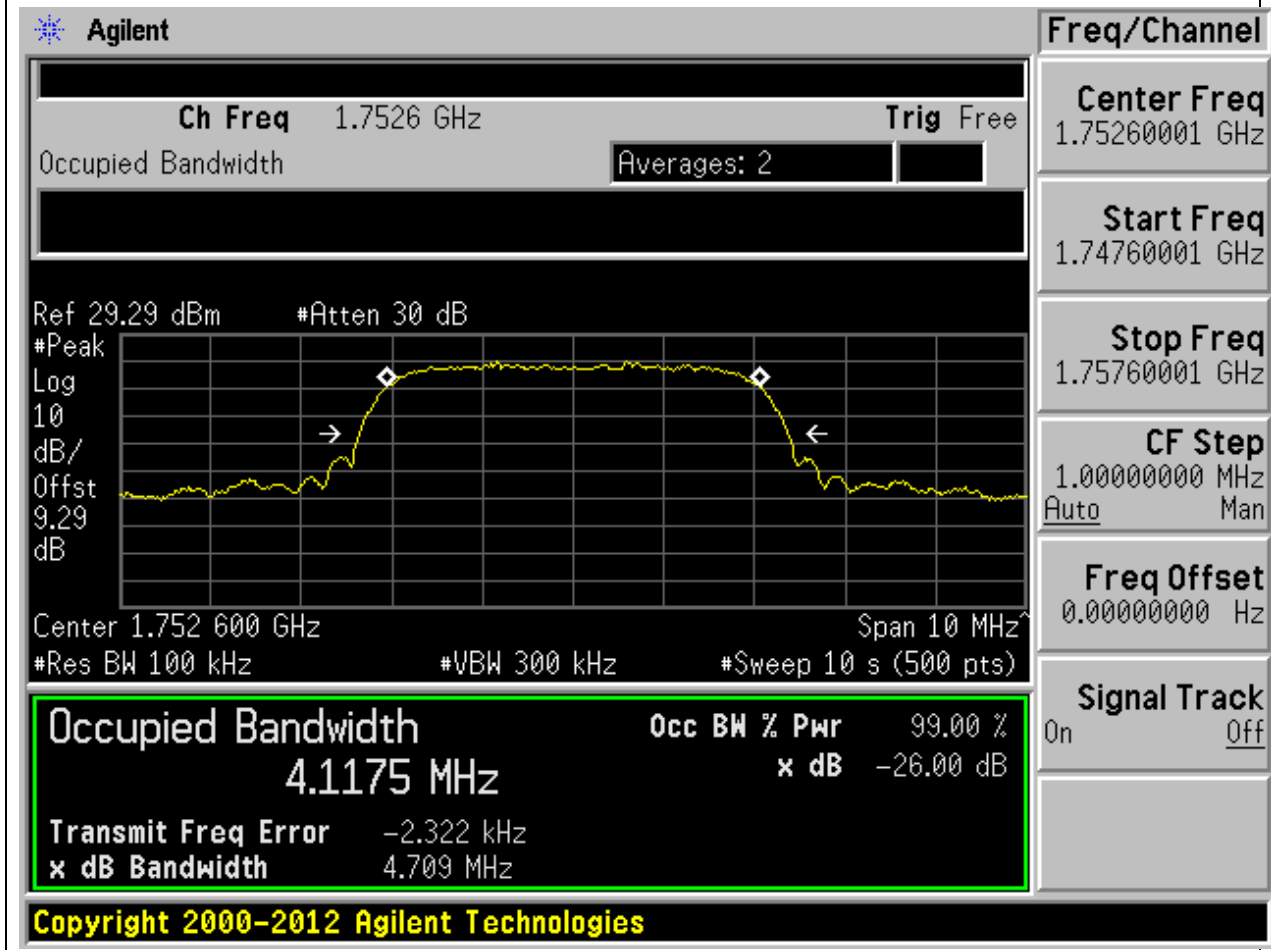 Agilent
Freq/Channel
Ch Freq 1.7526 GHz Trig Free
Occupied Bandwidth Averages: 2
Ref 29.29 dBm #Atten 30 dB
#Peak
Log
10
dB/
Offst
9.29
dB
Center 1.752 600 GHz Span 10 MHz^
#Res BW 100 kHz #VBW 300 kHz #Sweep 10 s (500 pts)
Occupied Bandwidth Occ BW % Pwr 99.00 %
4.1175 MHz x dB -26.00 dB
Transmit Freq Error -2.322 kHz
x dB Bandwidth 4.709 MHz
Copyright 2000-2012 Agilent Technologies
Center Freq
1.75260001 GHz
Start Freq
1.74760001 GHz
Stop Freq
1.75760001 GHz
CF Step
1.00000000 MHz
Auto Man
Freq Offset
0.00000000 Hz
Signal Track
On Off